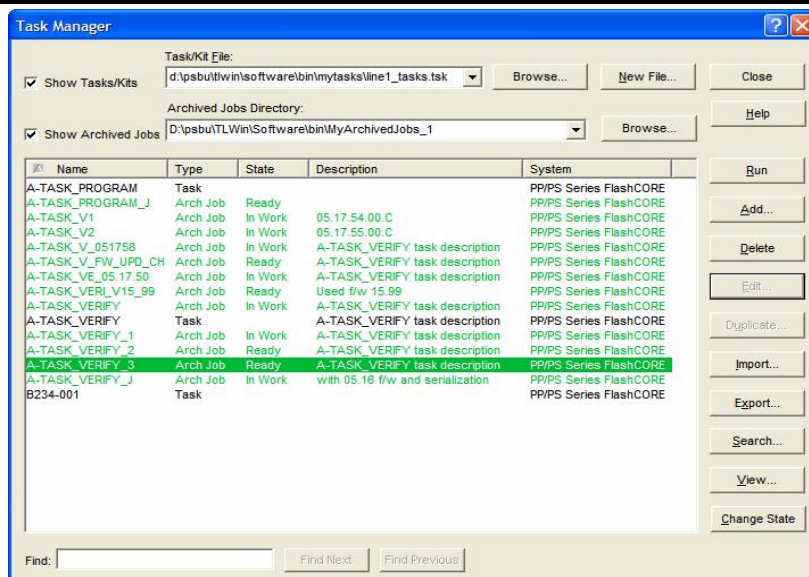 Task Manager
Task/Kit File:
Show Tasks/Kits d:\psbu\tlwin\software\bin\mytasks\line1_tasks.tsk Browse... New File... Close
Archived Jobs Directory:
Help
Show Archived Jobs D:\psbu\TLWin\Software\bin\MyArchivedJobs_1 Browse...
Name Type State Description System Run
A-TASK_PROGRAM Task PP/PS Series FlashCORE
A-TASK_PROGRAM_J Arch Job Ready PP/PS Series FlashCORE
A-TASK_V1 Arch Job In Work 05.17.54.00.C PP/PS Series FlashCORE Add...
A-TASK_V2 Arch Job In Work 05.17.55.00.C PP/PS Series FlashCORE
A-TASK_V_051758 Arch Job In Work A-TASK_VERIFY task description PP/PS Series FlashCORE Delete
A-TASK_V_FW_UPD_CH Arch Job Ready A-TASK_VERIFY task description PP/PS Series FlashCORE
A-TASK_VE_05.17.50 Arch Job In Work A-TASK_VERIFY task description PP/PS Series FlashCORE
A-TASK_VERI_V15_99 Arch Job Ready Used f/w 15.99 PP/PS Series FlashCORE Edit...
A-TASK_VERIFY Arch Job In Work A-TASK_VERIFY task description PP/PS Series FlashCORE
A-TASK_VERIFY Task A-TASK_VERIFY task description PP/PS Series FlashCORE Duplicate...
A-TASK_VERIFY_1 Arch Job In Work A-TASK_VERIFY task description PP/PS Series FlashCORE
A-TASK_VERIFY_2 Arch Job Ready A-TASK_VERIFY task description PP/PS Series FlashCORE
A-TASK_VERIFY_3 Arch Job Ready A-TASK_VERIFY task description PP/PS Series FlashCORE Import...
A-TASK_VERIFY_J Arch Job In Work with 05.16 f/w and serialization PP/PS Series FlashCORE
B234-001 Task PP/PS Series FlashCORE
Export...
Search...
View...
Change State
Find: Find Next Find Previous